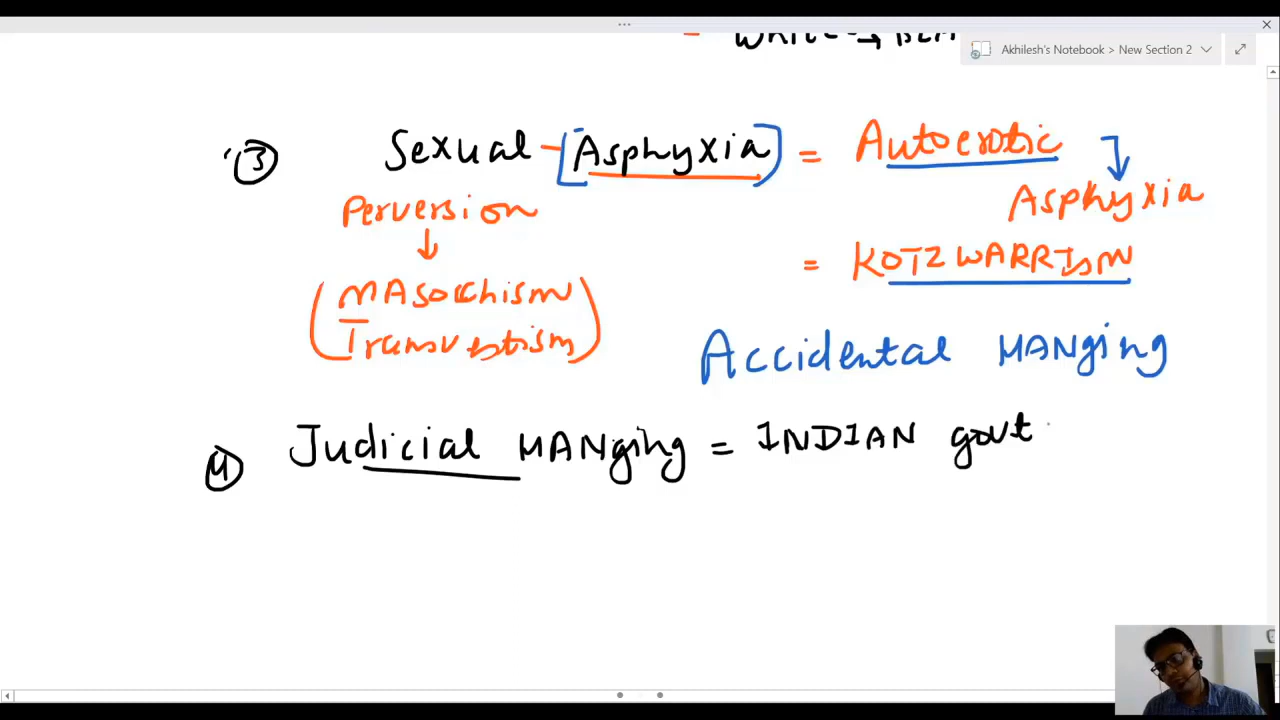 Akhilesh's Notebook > New Section 2
3 Sexual - [Asphyxia] = Autoerotic
Asphyxia
Perversion
= KOTZWARRISM
(MAsochism
Transvestism)
Accidental HANging
4 Judicial HANging = INDIAN govt